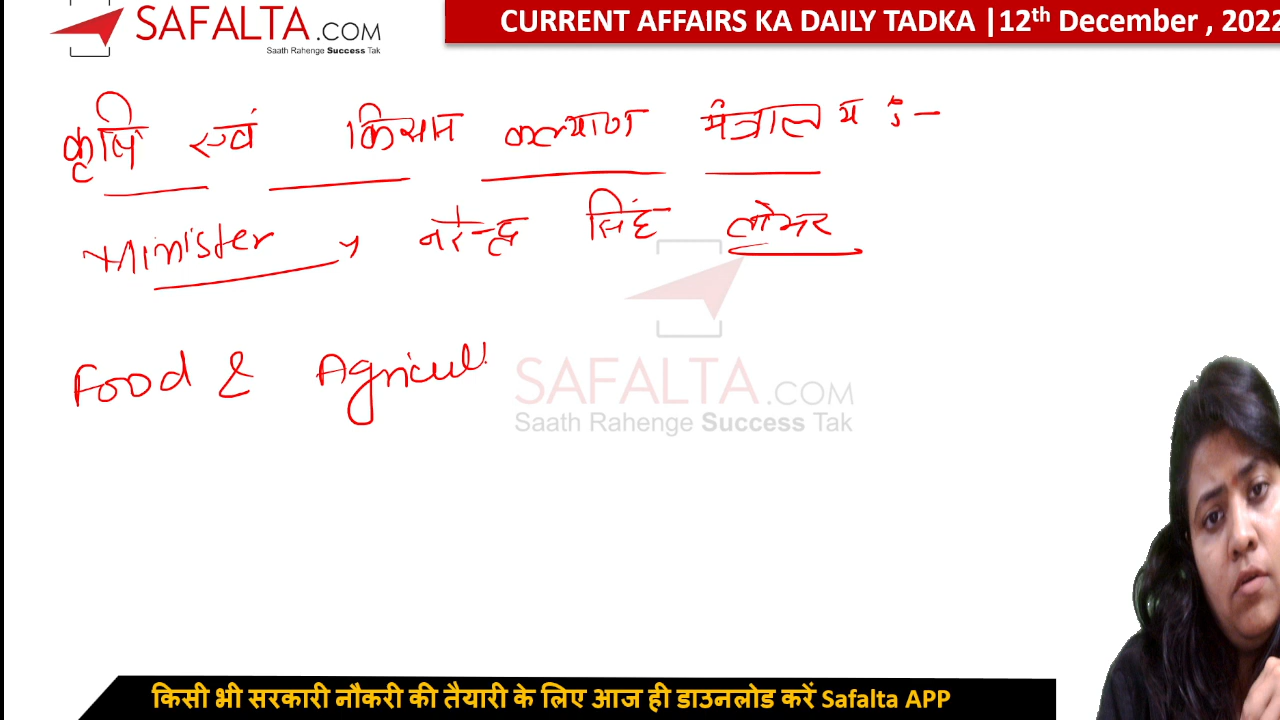 SAFALTA.COM
Saath Rahenge Success Tak
CURRENT AFFAIRS KA DAILY TADKA |12th December , 2022
कृषि एवं किसान कल्याण मंत्रालय :-
Minister → नरेन्द्र सिंह तोमर
Food & Agricul
SAFALTA.COM
Saath Rahenge Success Tak
किसी भी सरकारी नौकरी की तैयारी के लिए आज ही डाउनलोड करें Safalta APP